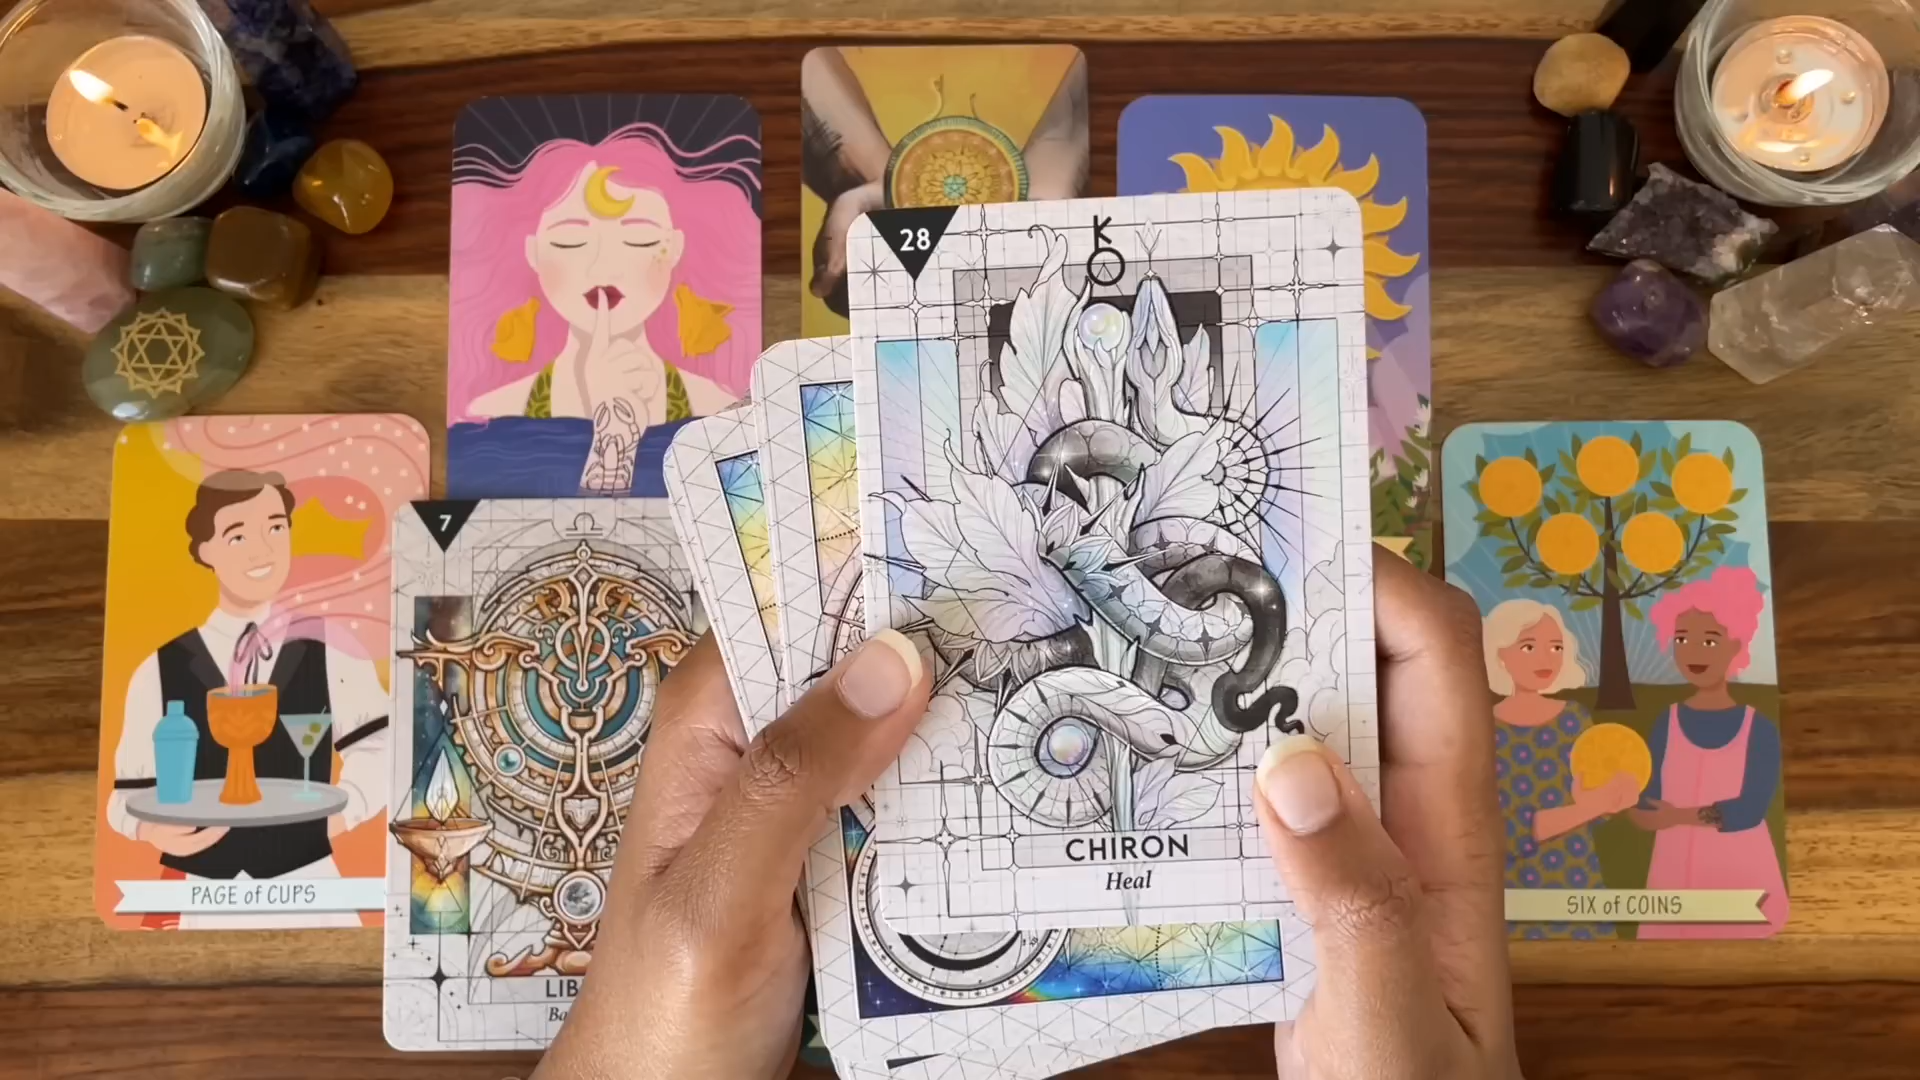 28
7
PAGE of CUPS
CHIRON
Heal
SIX of COINS